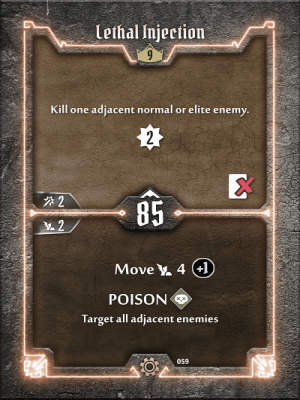 Lethal Injection
9
Kill one adjacent normal or elite enemy.
2
2
85
2
Move 4 +1
POISON
Target all adjacent enemies
059